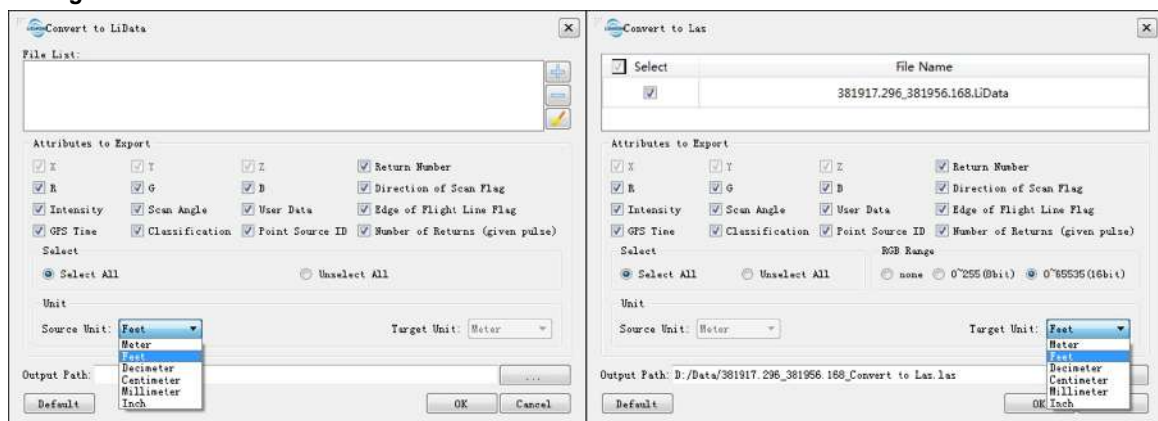 Convert to LiData
File List:
Attributes to Export
X Y Z Return Number
R G B Direction of Scan Flag
Intensity Scan Angle User Data Edge of Flight Line Flag
GPS Time Classification Point Source ID Number of Returns (given pulse)
Select
Select All Unselect All
Unit
Source Unit: Feet Target Unit: Meter
Meter
Feet
Decimeter
Centimeter
Millimeter
Inch
Output Path: ...
Default OK Cancel
Convert to Las
Select File Name
381917.296_381956.168.LiData
Attributes to Export
X Y Z Return Number
R G B Direction of Scan Flag
Intensity Scan Angle User Data Edge of Flight Line Flag
GPS Time Classification Point Source ID Number of Returns (given pulse)
Select RGB Range
Select All Unselect All none 0~255(8bit) 0~65535(16bit)
Unit
Source Unit: Meter Target Unit: Feet
Meter
Feet
Decimeter
Centimeter
Millimeter
Inch
Output Path: D:/Data/381917.296_381956.168_Convert to Las.las
Default OK